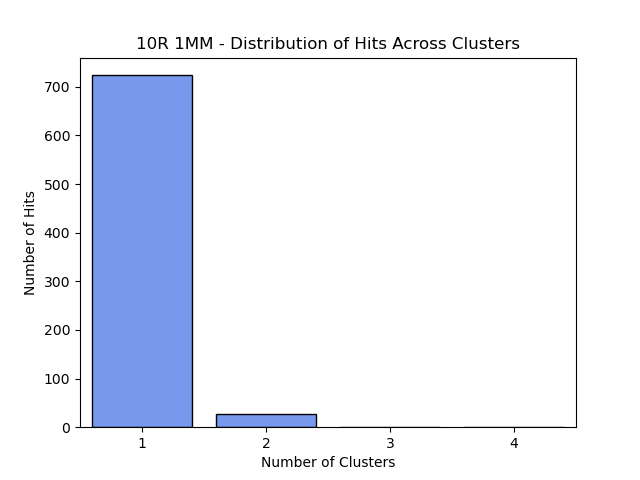 10R 1MM - Distribution of Hits Across Clusters
Number of Hits
700
600
500
400
300
200
100
0
1 2 3 4
Number of Clusters